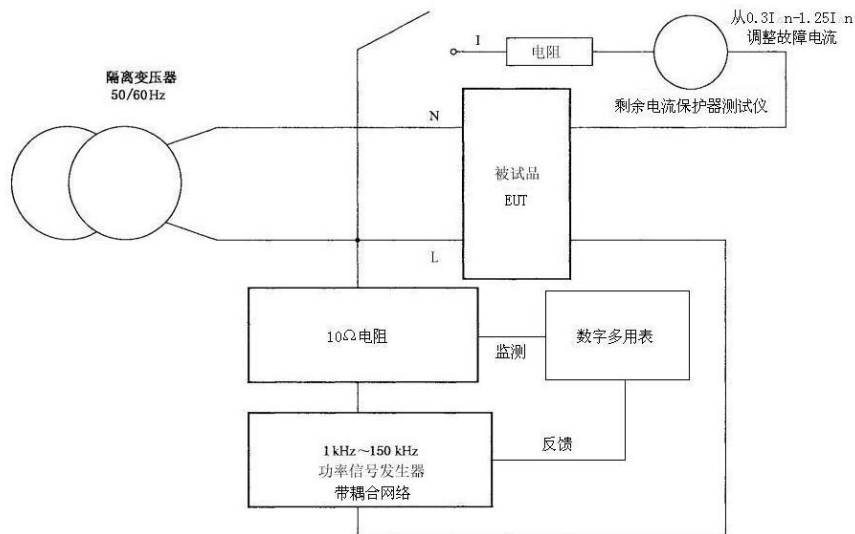 从0.3I△n-1.25I△n
调整故障电流
I
电阻
隔离变压器
50/60Hz
剩余电流保护器测试仪
N
被试品
EUT
L
10Ω电阻
监测
数字多用表
1 kHz～150 kHz
功率信号发生器
带耦合网络
反馈